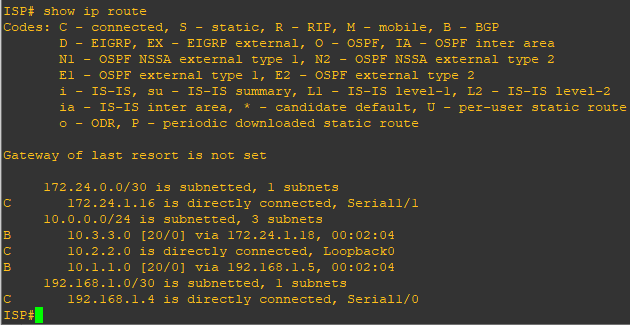 ISP# show ip route
Codes: C - connected, S - static, R - RIP, M - mobile, B - BGP
D - EIGRP, EX - EIGRP external, O - OSPF, IA - OSPF inter area
N1 - OSPF NSSA external type 1, N2 - OSPF NSSA external type 2
E1 - OSPF external type 1, E2 - OSPF external type 2
i - IS-IS, su - IS-IS summary, L1 - IS-IS level-1, L2 - IS-IS level-2
ia - IS-IS inter area, * - candidate default, U - per-user static route
o - ODR, P - periodic downloaded static route
Gateway of last resort is not set
172.24.0.0/30 is subnetted, 1 subnets
C 172.24.1.16 is directly connected, Serial1/1
10.0.0.0/24 is subnetted, 3 subnets
B 10.3.3.0 [20/0] via 172.24.1.18, 00:02:04
C 10.2.2.0 is directly connected, Loopback0
B 10.1.1.0 [20/0] via 192.168.1.5, 00:02:04
192.168.1.0/30 is subnetted, 1 subnets
C 192.168.1.4 is directly connected, Serial1/0
ISP#